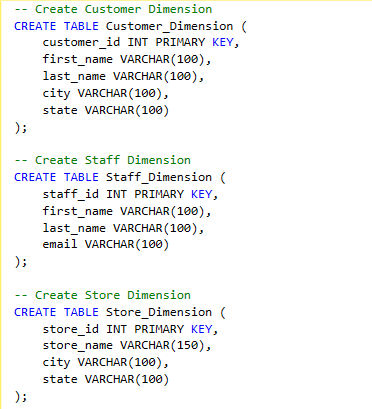 -- Create Customer Dimension
CREATE TABLE Customer_Dimension (
    customer_id INT PRIMARY KEY,
    first_name VARCHAR(100),
    last_name VARCHAR(100),
    city VARCHAR(100),
    state VARCHAR(100)
);
-- Create Staff Dimension
CREATE TABLE Staff_Dimension (
    staff_id INT PRIMARY KEY,
    first_name VARCHAR(100),
    last_name VARCHAR(100),
    email VARCHAR(100)
);
-- Create Store Dimension
CREATE TABLE Store_Dimension (
    store_id INT PRIMARY KEY,
    store_name VARCHAR(150),
    city VARCHAR(100),
    state VARCHAR(100)
);